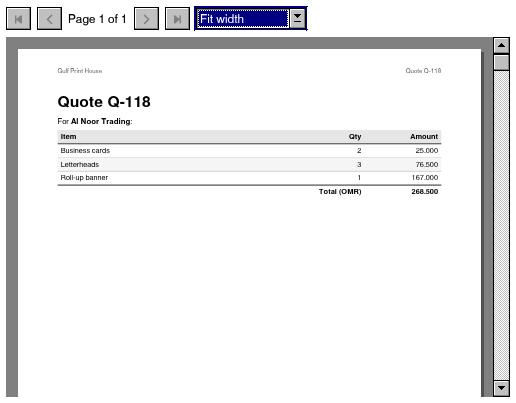 Page 1 of 1 Fit width
Gulf Print House Quote Q-118
Quote Q-118
For Al Noor Trading:
Item Qty Amount
Business cards 2 25.000
Letterheads 3 76.500
Roll-up banner 1 167.000
Total (OMR) 268.500